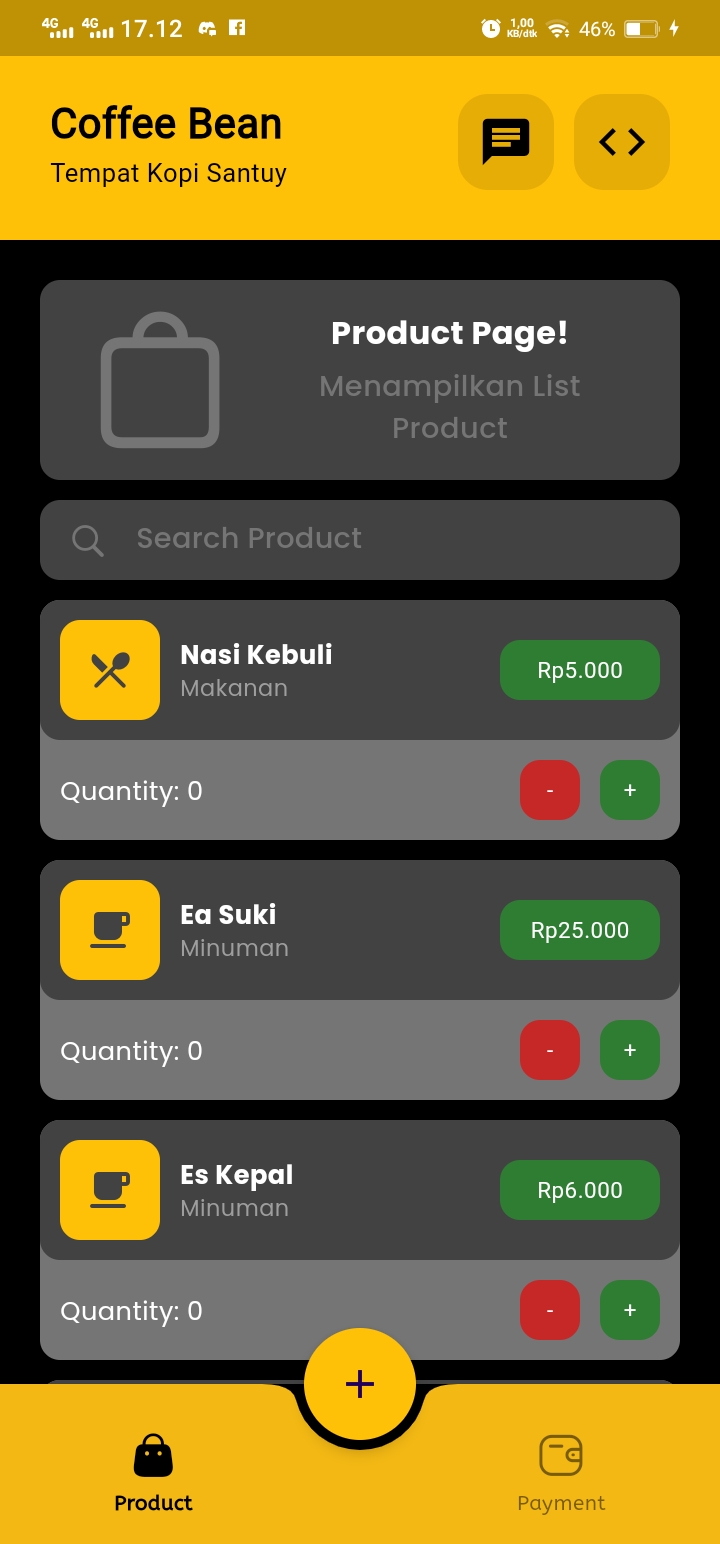 4G 4G 17.12 1,00 KB/dtk 46%
Coffee Bean
Tempat Kopi Santuy
Product Page!
Menampilkan List
Product
Search Product
Nasi Kebuli
Makanan
Rp5.000
Quantity: 0 - +
Ea Suki
Minuman
Rp25.000
Quantity: 0 - +
Es Kepal
Minuman
Rp6.000
Quantity: 0 - +
+
Product Payment